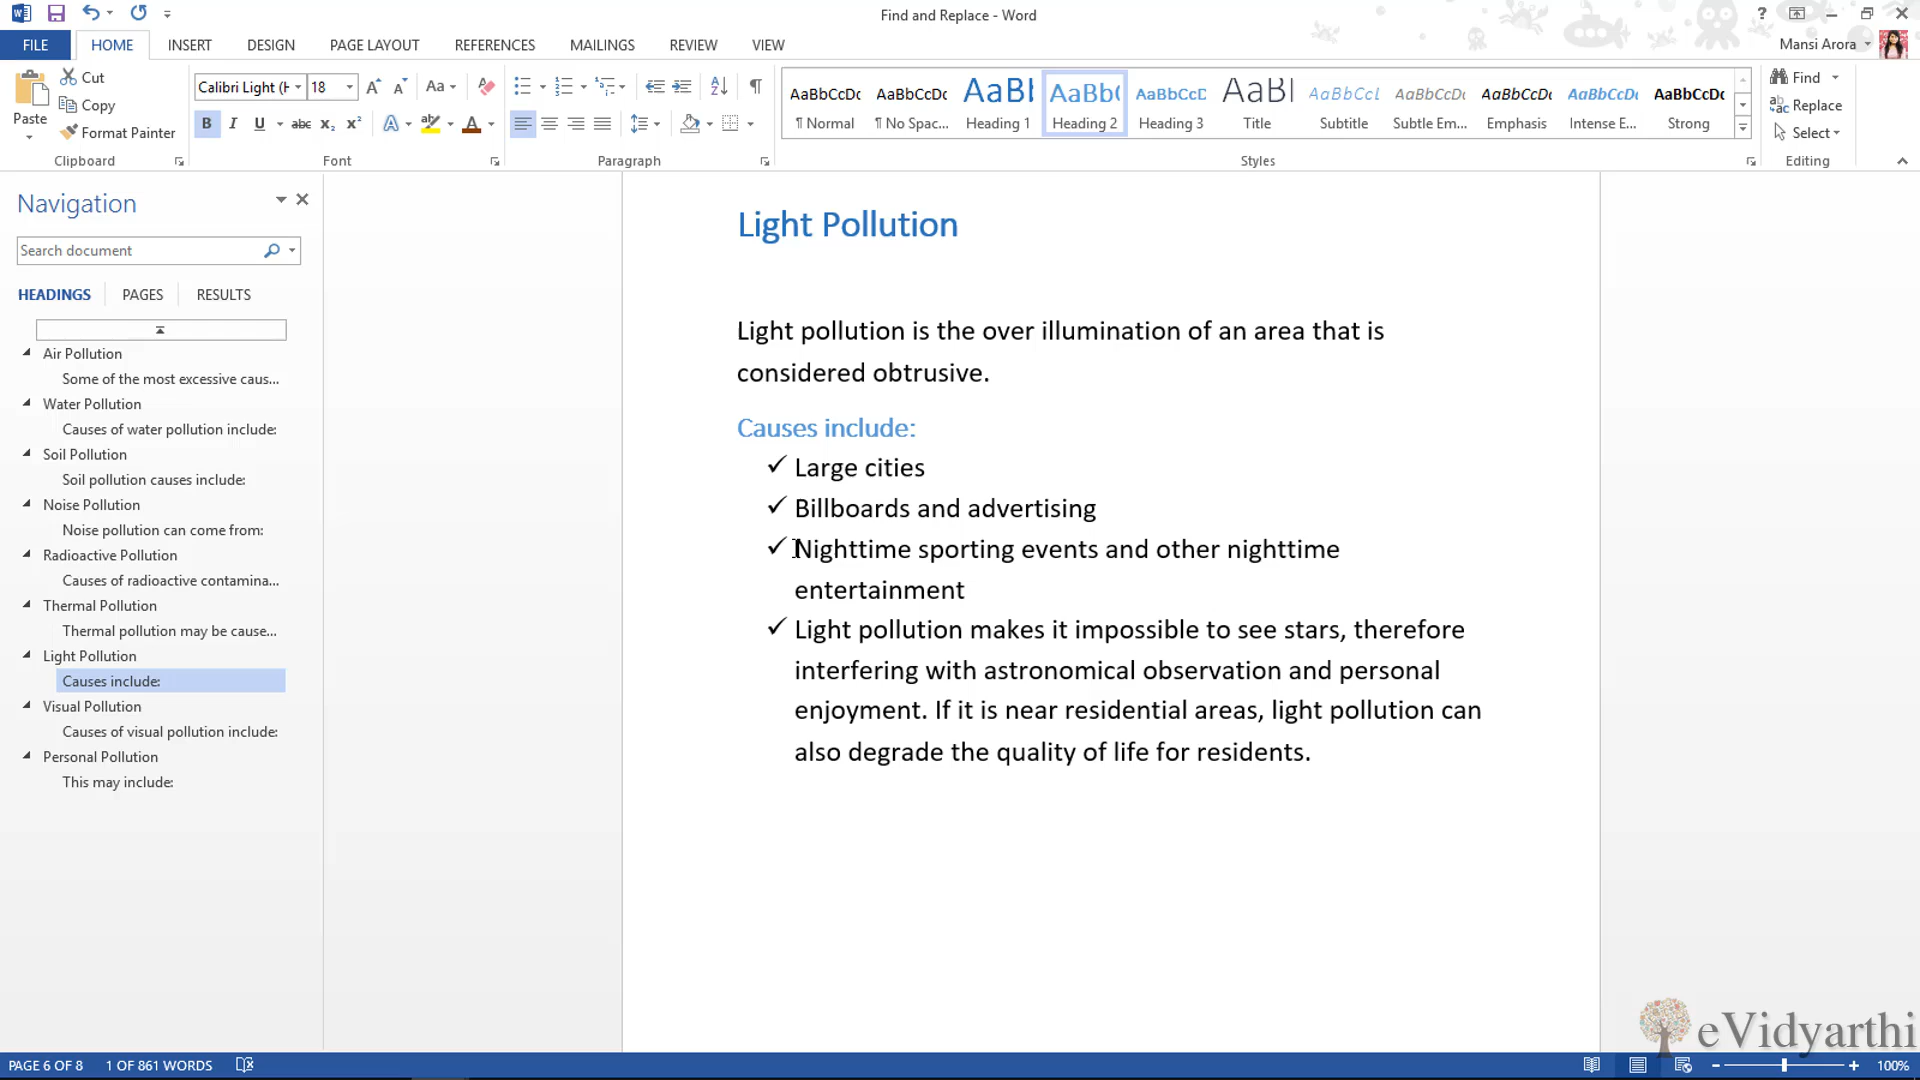 Find and Replace - Word
?
FILE HOME INSERT DESIGN PAGE LAYOUT REFERENCES MAILINGS REVIEW VIEW
Mansi Arora
Paste
Cut
Copy
Format Painter
Clipboard
Calibri Light (H 18 Aa
B I U abc x₂ x² A A
Font
Paragraph
AaBbCcDc AaBbCcDc AaBb AaBbC AaBbCcD AaBb AaBbCcD AaBbCcDc AaBbCcDc AaBbCcDc AaBbCcDc
¶ Normal ¶ No Spac... Heading 1 Heading 2 Heading 3 Title Subtitle Subtle Em... Emphasis Intense E... Strong
Styles
Find
Replace
Select
Editing
Navigation
Search document
HEADINGS PAGES RESULTS
Air Pollution
Some of the most excessive caus...
Water Pollution
Causes of water pollution include:
Soil Pollution
Soil pollution causes include:
Noise Pollution
Noise pollution can come from:
Radioactive Pollution
Causes of radioactive contamina...
Thermal Pollution
Thermal pollution may be cause...
Light Pollution
Causes include:
Visual Pollution
Causes of visual pollution include:
Personal Pollution
This may include:
Light Pollution
Light pollution is the over illumination of an area that is
considered obtrusive.
Causes include:
✓ Large cities
✓ Billboards and advertising
✓ Nighttime sporting events and other nighttime
entertainment
✓ Light pollution makes it impossible to see stars, therefore
interfering with astronomical observation and personal
enjoyment. If it is near residential areas, light pollution can
also degrade the quality of life for residents.
eVidyarthi
PAGE 6 OF 8 1 OF 861 WORDS
100%